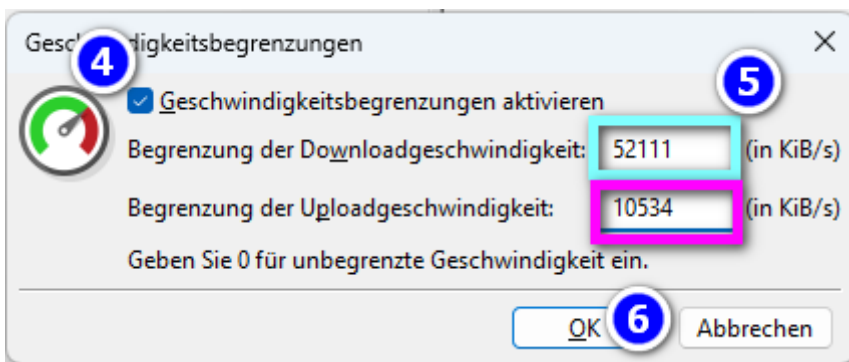 Geschwindigkeitsbegrenzungen
4
5
Geschwindigkeitsbegrenzungen aktivieren
Begrenzung der Downloadgeschwindigkeit: 52111 (in KiB/s)
Begrenzung der Uploadgeschwindigkeit: 10534 (in KiB/s)
Geben Sie 0 für unbegrenzte Geschwindigkeit ein.
OK 6 Abbrechen